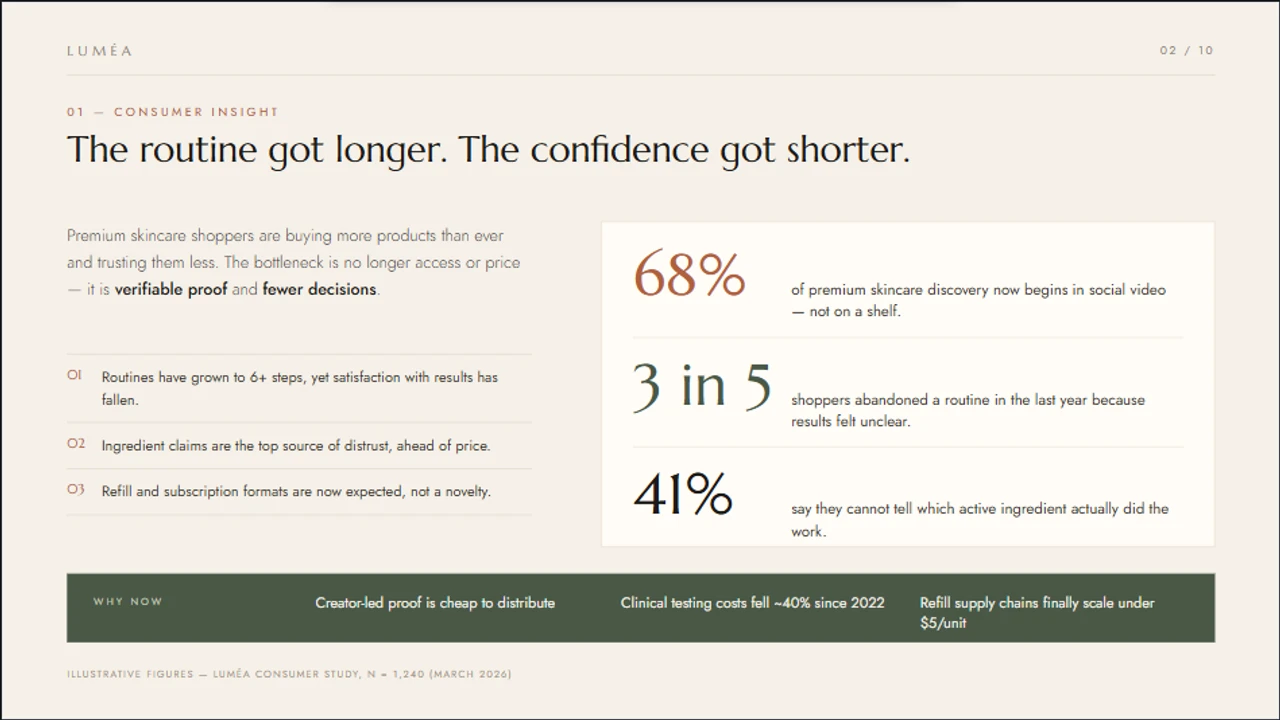 LUMÉA
02 / 10
01 — CONSUMER INSIGHT
The routine got longer. The confidence got shorter.
Premium skincare shoppers are buying more products than ever
and trusting them less. The bottleneck is no longer access or price
— it is verifiable proof and fewer decisions.
01 Routines have grown to 6+ steps, yet satisfaction with results has
fallen.
02 Ingredient claims are the top source of distrust, ahead of price.
03 Refill and subscription formats are now expected, not a novelty.
68%
of premium skincare discovery now begins in social video
— not on a shelf.
3 in 5
shoppers abandoned a routine in the last year because
results felt unclear.
41%
say they cannot tell which active ingredient actually did the
work.
WHY NOW
Creator-led proof is cheap to distribute
Clinical testing costs fell ~40% since 2022
Refill supply chains finally scale under
$5/unit
ILLUSTRATIVE FIGURES — LUMÉA CONSUMER STUDY, N = 1,240 (MARCH 2026)